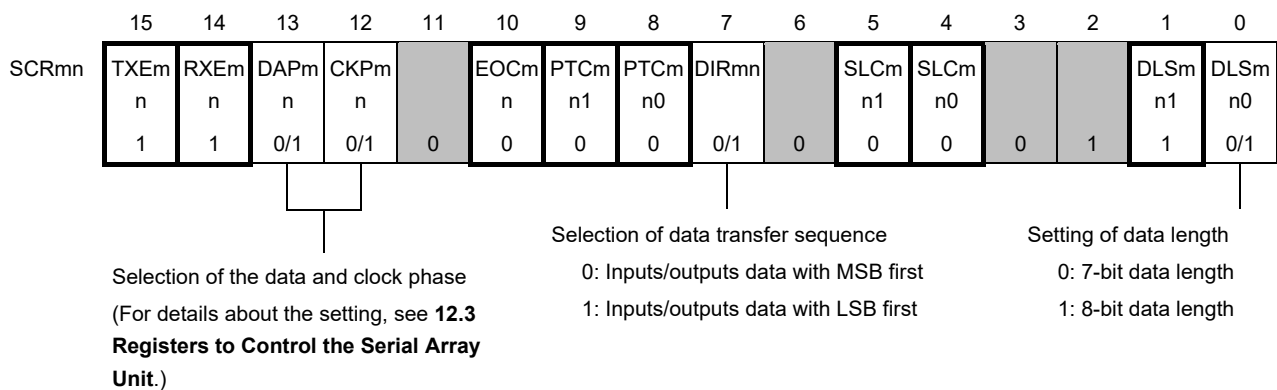 15 14 13 12 11 10 9 8 7 6 5 4 3 2 1 0
SCRmn TXEm RXEm DAPm CKPm EOCm PTCm PTCm DIRmn SLCm SLCm DLSm DLSm
n n n n n n1 n0 n1 n0 n1 n0
1 1 0/1 0/1 0 0 0 0 0/1 0 0 0 0 1 1 0/1
Selection of the data and clock phase
(For details about the setting, see 12.3
Registers to Control the Serial Array
Unit.)
Selection of data transfer sequence
0: Inputs/outputs data with MSB first
1: Inputs/outputs data with LSB first
Setting of data length
0: 7-bit data length
1: 8-bit data length